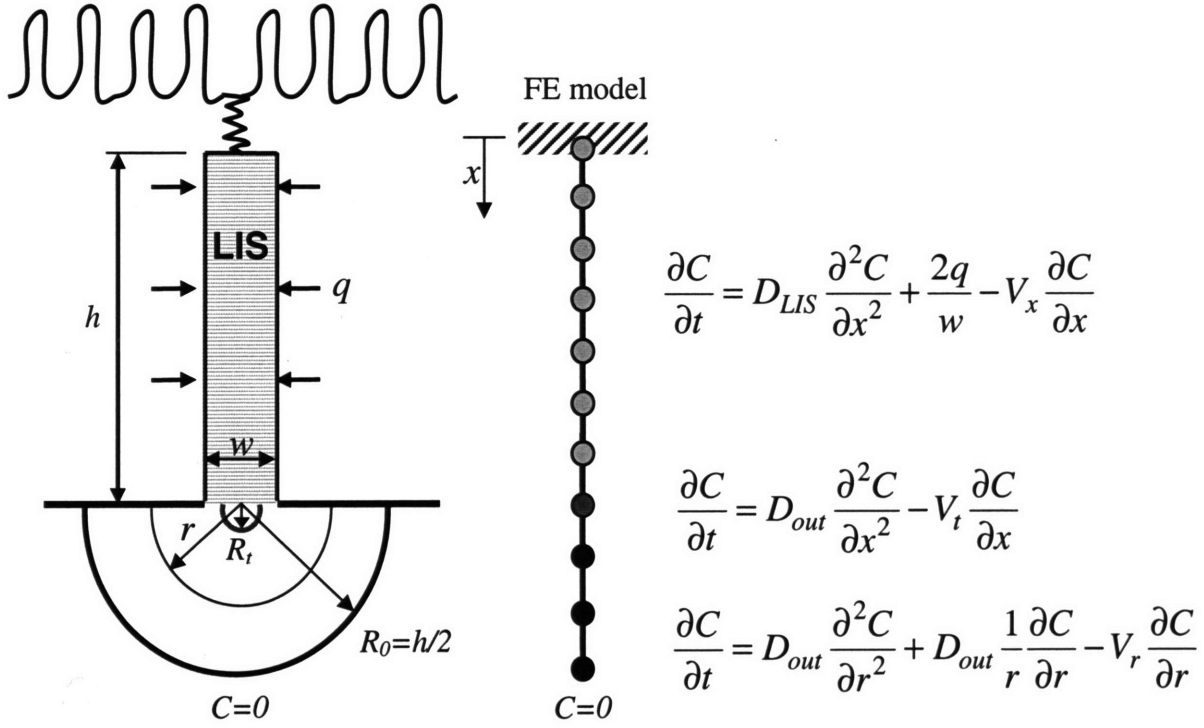 FE model
x
LIS
q
h
w
r
R_t
R_0=h/2
C=0
C=0
∂C/∂t = D_LIS ∂²C/∂x² + 2q/w − V_x ∂C/∂x
∂C/∂t = D_out ∂²C/∂x² − V_t ∂C/∂x
∂C/∂t = D_out ∂²C/∂r² + D_out 1/r ∂C/∂r − V_r ∂C/∂r